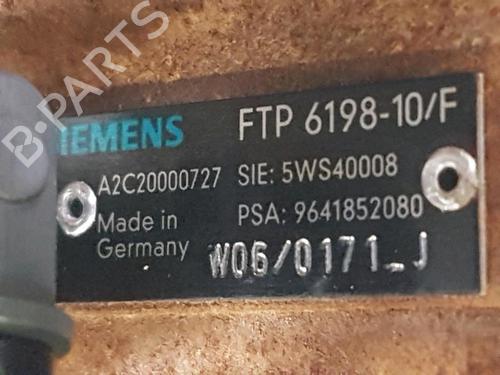 B-PARTS
SIEMENS FTP 6198-10/F
A2C20000727 SIE: 5WS40008
Made in PSA: 9641852080
Germany W06/0171_J